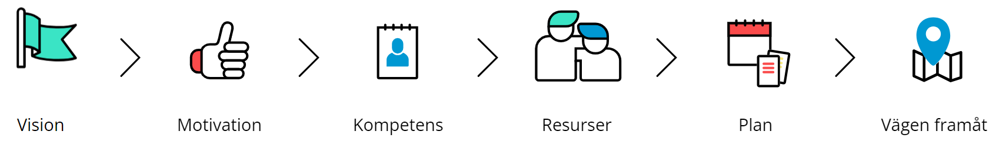 Vision
Motivation
Kompetens
Resurser
Plan
Vägen framåt